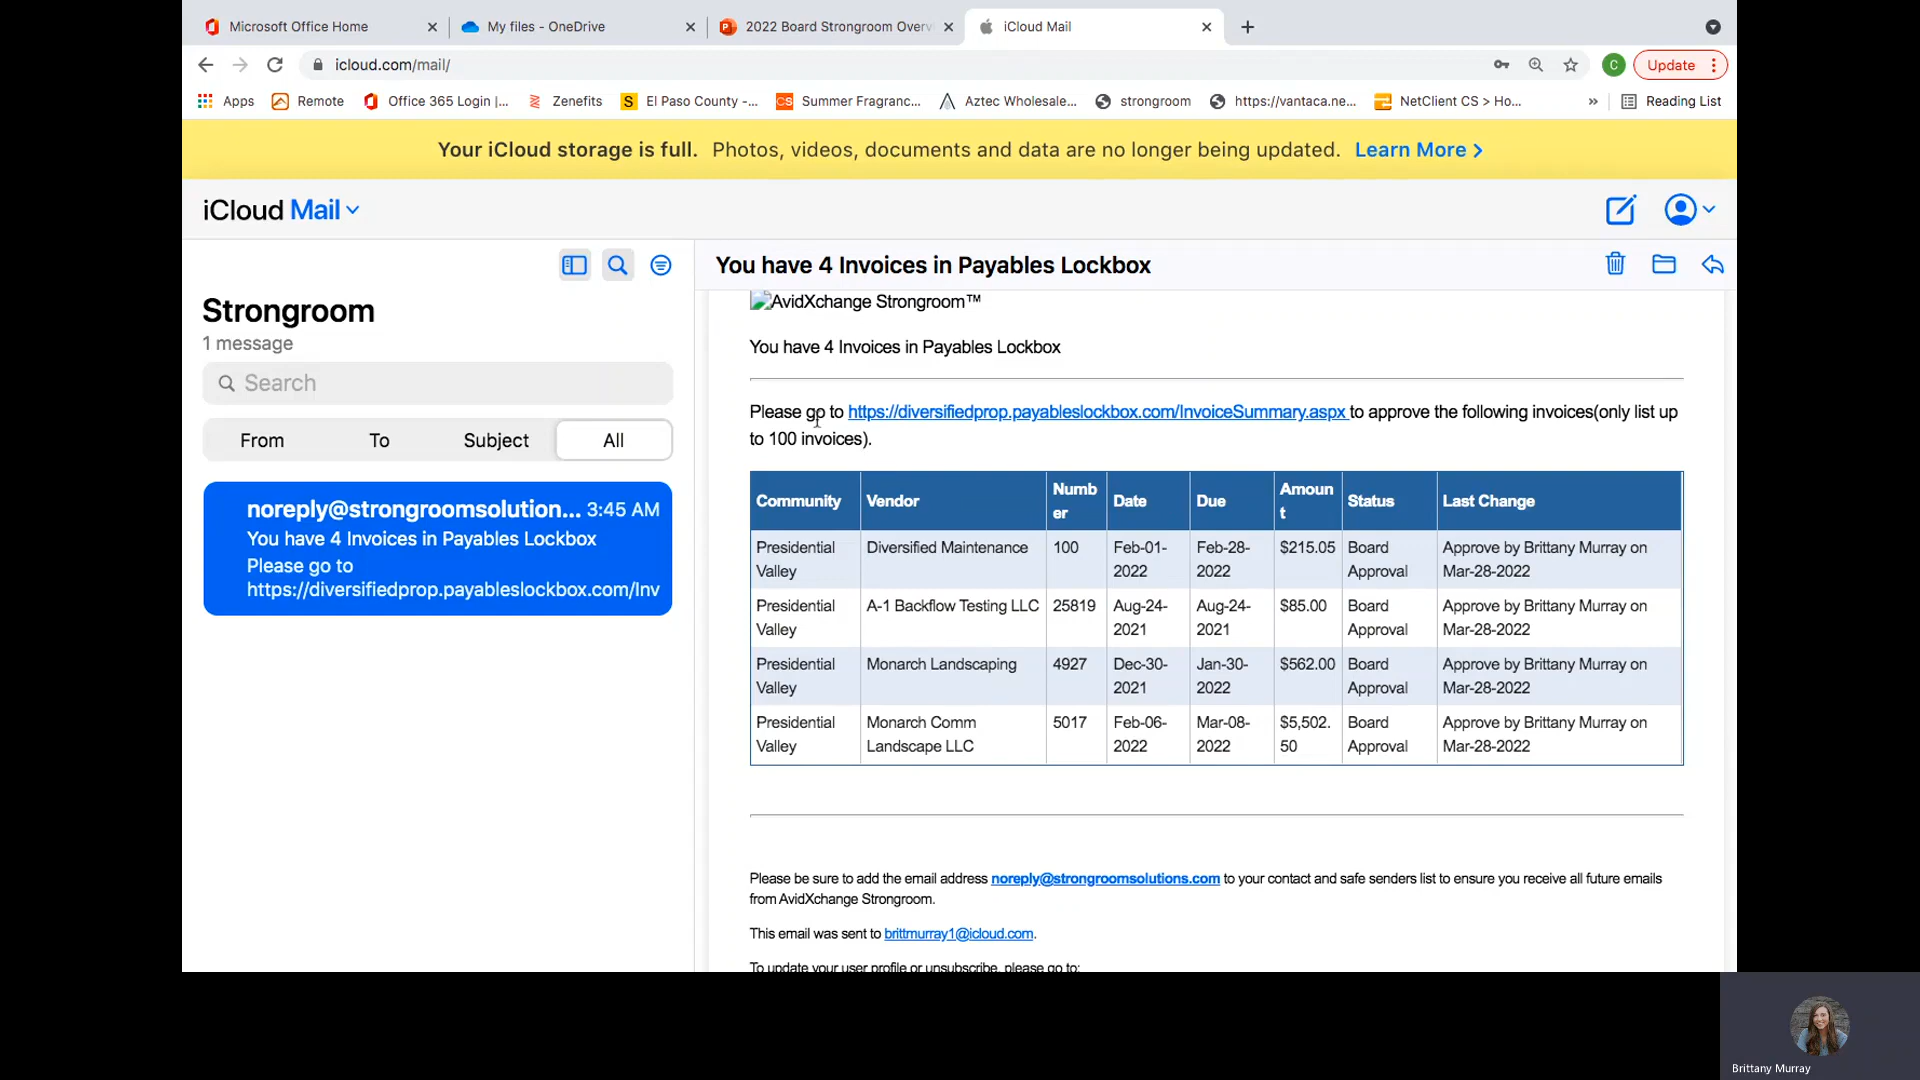 Microsoft Office Home
My files - OneDrive
2022 Board Strongroom Overv
iCloud Mail
icloud.com/mail/
C
Update
Apps
Remote
Office 365 Login |...
Zenefits
S
El Paso County -...
CS
Summer Fragranc...
Aztec Wholesale...
strongroom
https://vantaca.ne...
NetClient CS > Ho...
»
Reading List
Your iCloud storage is full. Photos, videos, documents and data are no longer being updated. Learn More >
iCloud Mail
Strongroom
1 message
Search
From To Subject All
noreply@strongroomsolution... 3:45 AM
You have 4 Invoices in Payables Lockbox
Please go to
https://diversifiedprop.payableslockbox.com/Inv
You have 4 Invoices in Payables Lockbox
AvidXchange Strongroom™
You have 4 Invoices in Payables Lockbox
Please go to https://diversifiedprop.payableslockbox.com/InvoiceSummary.aspx to approve the following invoices(only list up
to 100 invoices).
Community Vendor Numb
er Date Due Amoun
t Status Last Change
Presidential
Valley Diversified Maintenance 100 Feb-01-
2022 Feb-28-
2022 $215.05 Board
Approval Approve by Brittany Murray on
Mar-28-2022
Presidential
Valley A-1 Backflow Testing LLC 25819 Aug-24-
2021 Aug-24-
2021 $85.00 Board
Approval Approve by Brittany Murray on
Mar-28-2022
Presidential
Valley Monarch Landscaping 4927 Dec-30-
2021 Jan-30-
2022 $562.00 Board
Approval Approve by Brittany Murray on
Mar-28-2022
Presidential
Valley Monarch Comm
Landscape LLC 5017 Feb-06-
2022 Mar-08-
2022 $5,502.
50 Board
Approval Approve by Brittany Murray on
Mar-28-2022
Please be sure to add the email address noreply@strongroomsolutions.com to your contact and safe senders list to ensure you receive all future emails
from AvidXchange Strongroom.
This email was sent to brittmurray1@icloud.com.
To update your user profile or unsubscribe, please go to:
Brittany Murray